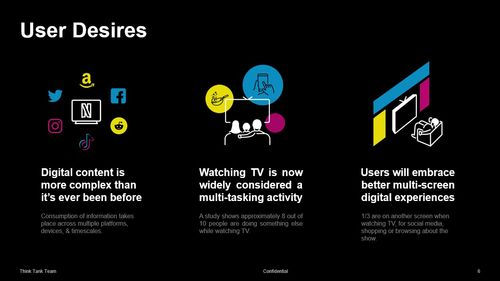 User Desires
a
N
Digital content is
more complex than
it's ever been before
Consumption of information takes
place across multiple platforms,
devices, & timescales.
Watching TV is now
widely considered a
multi-tasking activity
A study shows approximately 8 out of
10 people are doing something else
while watching TV
Users will embrace
better multi-screen
digital experiences
1/3 are on another screen when
watching TV, for social media,
shopping or browsing about the
show.
Think Tank Team
Confidential
6